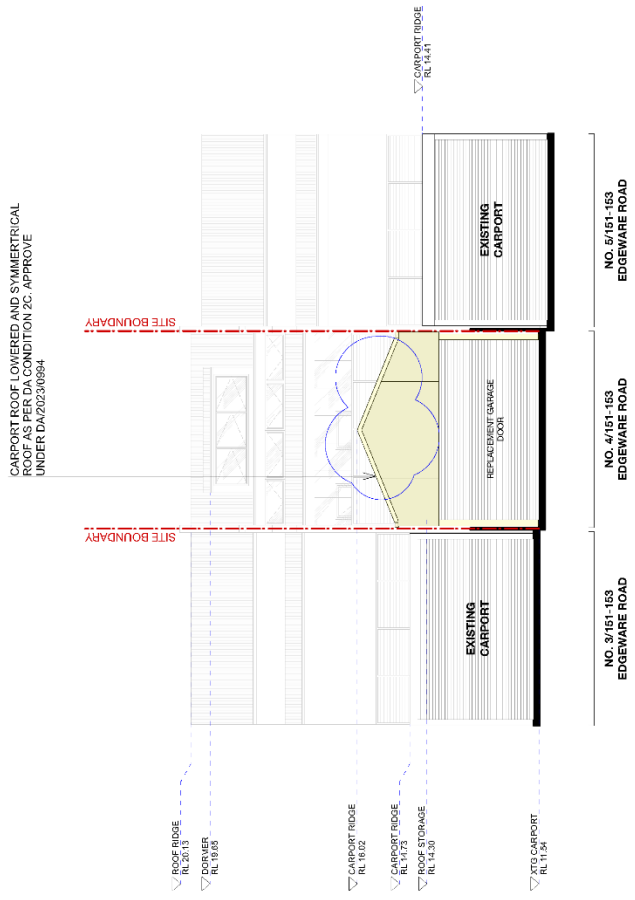 CARPORT ROOF LOWERED AND SYMMERTRICAL
ROOF AS PER DA CONDITION 2C. APPROVE
UNDER DA/2023/0994
CARPORT RIDGE
RL 14.41
SITE BOUNDARY
SITE BOUNDARY
EXISTING
CARPORT
REPLACEMENT GARAGE
DOOR
EXISTING
CARPORT
NO. 5/151-153
EDGEWARE ROAD
NO. 4/151-153
EDGEWARE ROAD
NO. 3/151-153
EDGEWARE ROAD
ROOF RIDGE
RL 20.13
DORMER
RL 19.65
CARPORT RIDGE
RL 16.02
CARPORT RIDGE
RL 14.73
ROOF STORAGE
RL 14.30
XTG CARPORT
RL 11.54